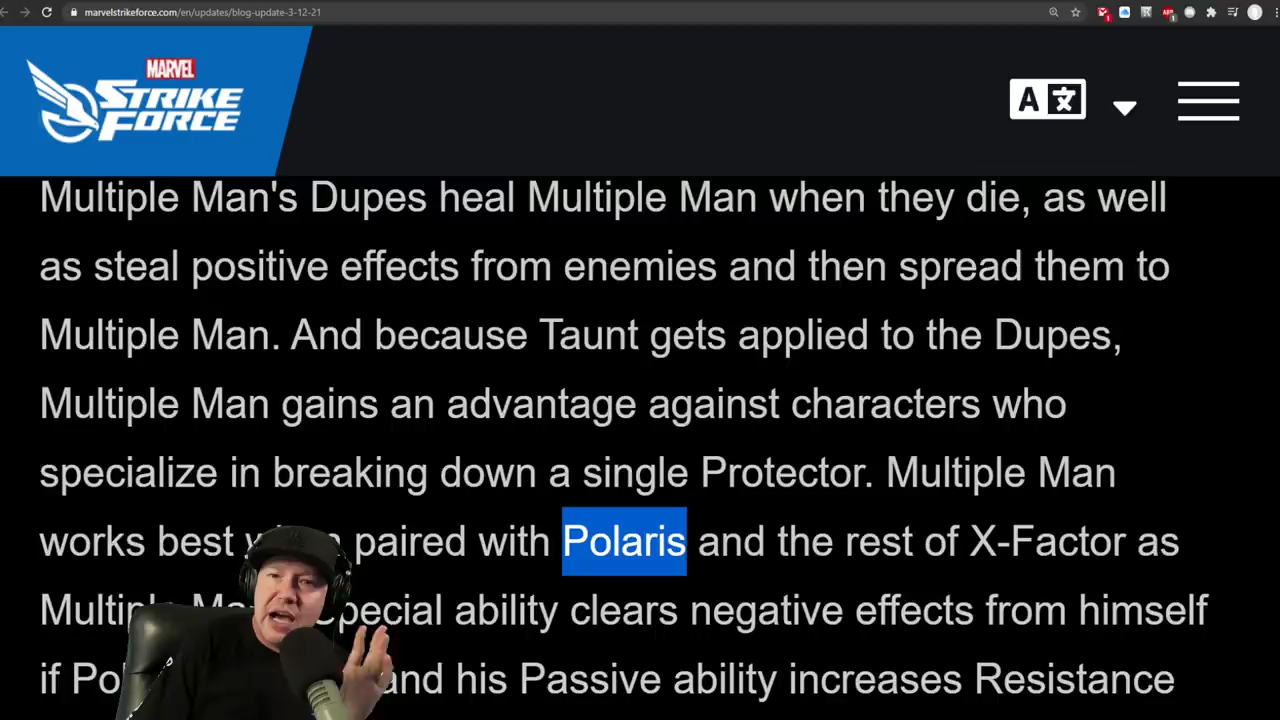 marvelstrikeforce.com/en/updates/blog-update-3-12-21
MARVEL
STRIKE
FORCE
A 文
Multiple Man's Dupes heal Multiple Man when they die, as well
as steal positive effects from enemies and then spread them to
Multiple Man. And because Taunt gets applied to the Dupes,
Multiple Man gains an advantage against characters who
specialize in breaking down a single Protector. Multiple Man
works best paired with Polaris and the rest of X-Factor as
Special ability clears negative effects from himself
if and his Passive ability increases Resistance